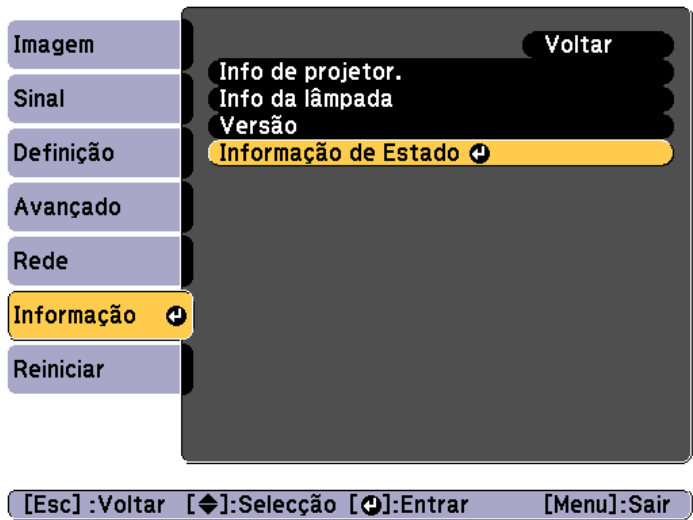 Imagem
Sinal
Definição
Avançado
Rede
Informação
Reiniciar
Voltar
Info de projetor.
Info da lâmpada
Versão
Informação de Estado
[Esc] :Voltar [◆]:Selecção [⏎]:Entrar [Menu]:Sair